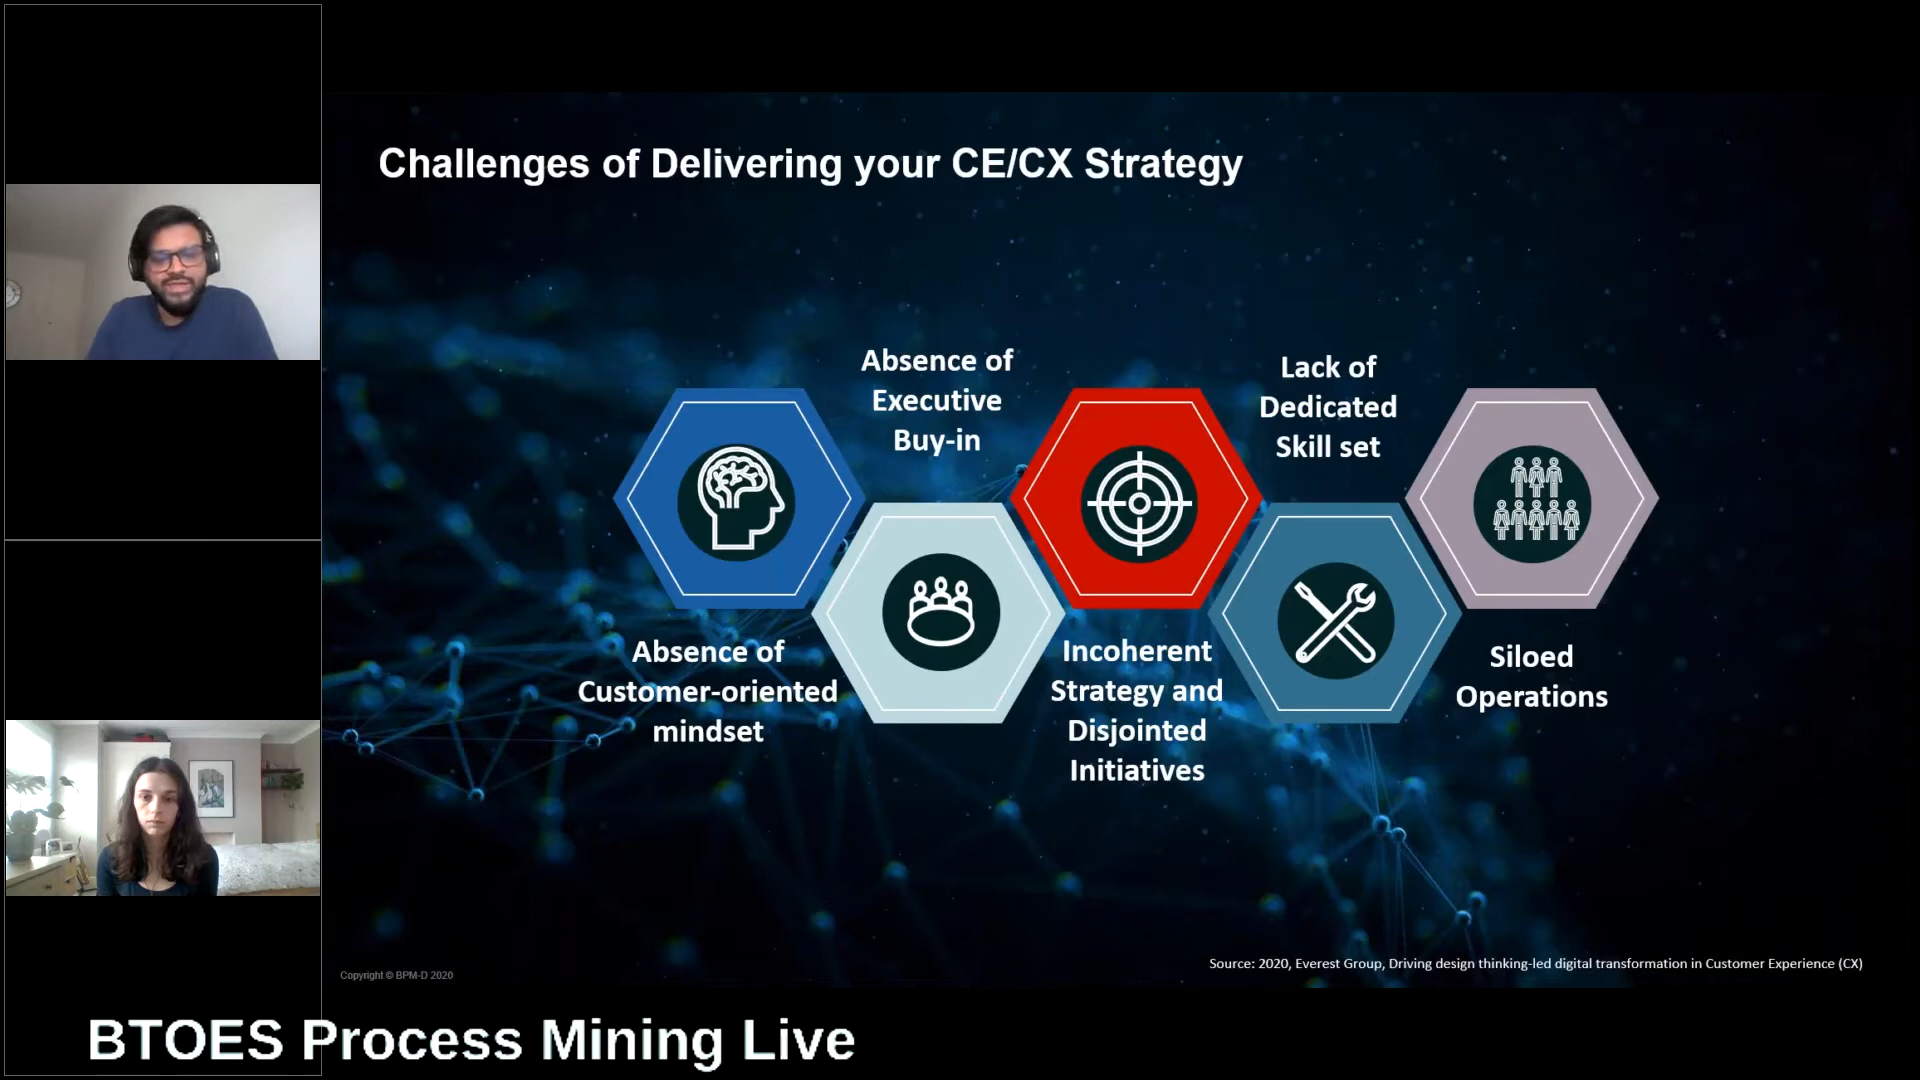 Challenges of Delivering your CE/CX Strategy
Absence of
Customer-oriented
mindset
Absence of
Executive
Buy-in
Incoherent
Strategy and
Disjointed
Initiatives
Lack of
Dedicated
Skill set
Siloed
Operations
Source: 2020, Everest Group, Driving design thinking-led digital transformation in Customer Experience (CX)
Copyright © BPM-D 2020
BTOES Process Mining Live